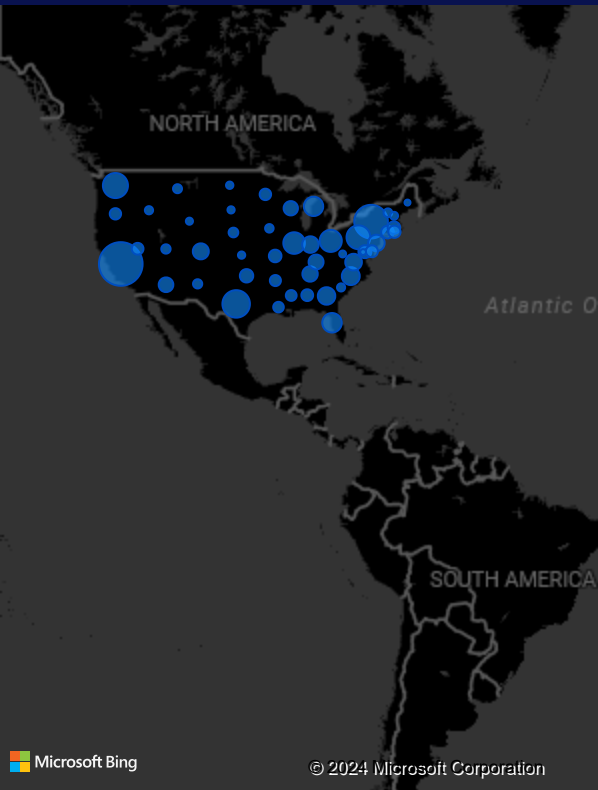 NORTH AMERICA
Atlantic O
SOUTH AMERICA
Microsoft Bing
© 2024 Microsoft Corporation